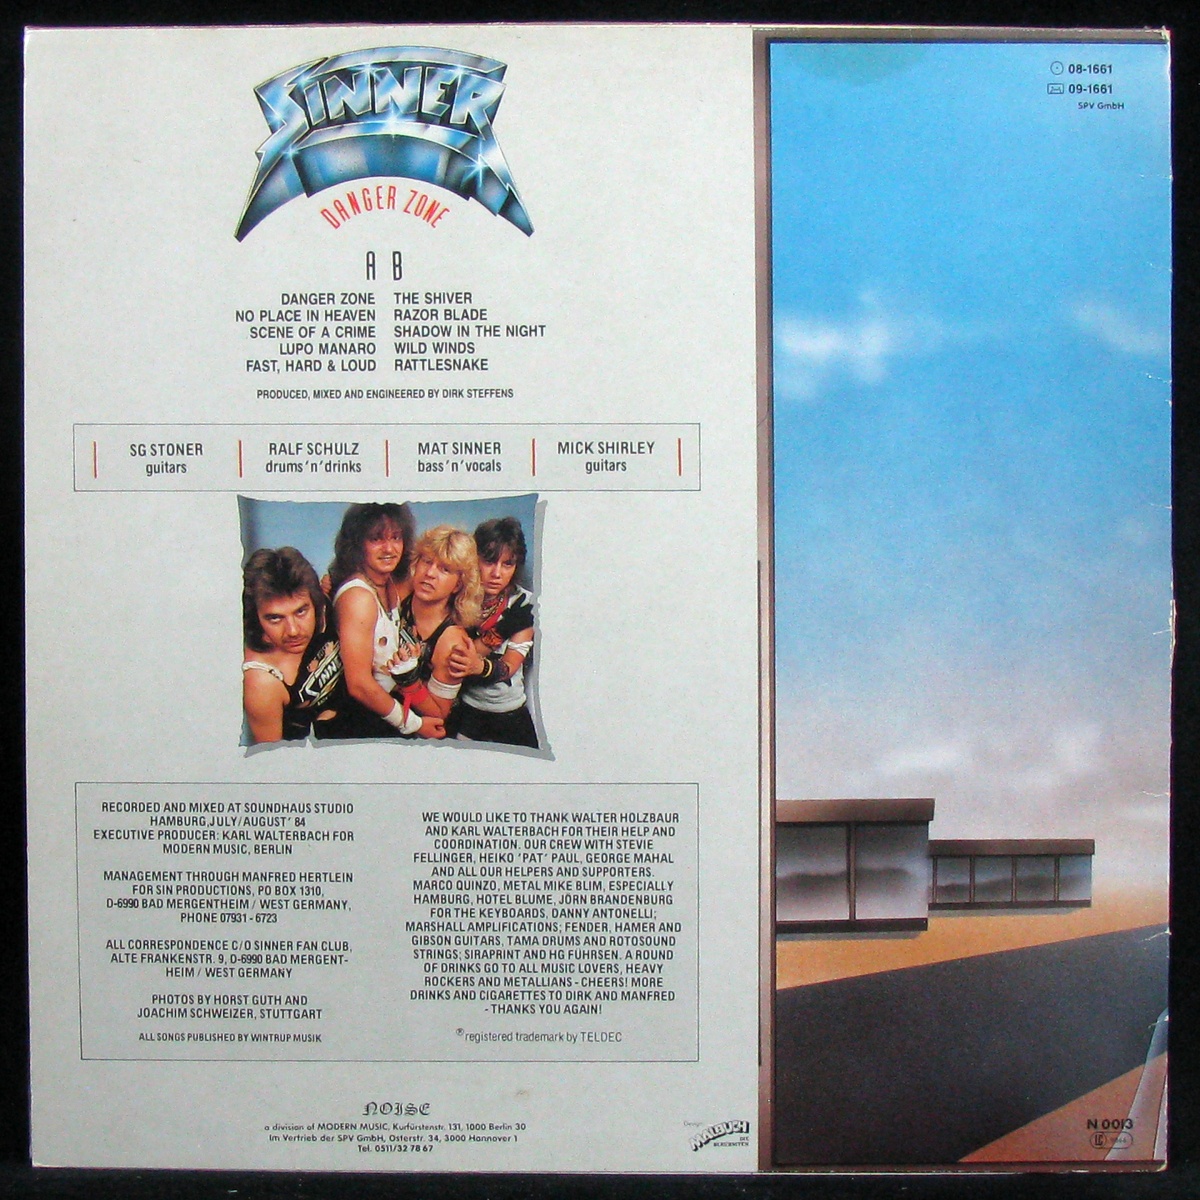 SINNER
DANGER ZONE
A B
DANGER ZONE THE SHIVER
NO PLACE IN HEAVEN RAZOR BLADE
SCENE OF A CRIME SHADOW IN THE NIGHT
LUPO MANARO WILD WINDS
FAST, HARD & LOUD RATTLESNAKE
PRODUCED, MIXED AND ENGINEERED BY DIRK STEFFENS
SG STONER RALF SCHULZ MAT SINNER MICK SHIRLEY
guitars drums'n'drinks bass'n'vocals guitars
SINNER
RECORDED AND MIXED AT SOUNDHAUS STUDIO
HAMBURG, JULY/AUGUST' 84
EXECUTIVE PRODUCER: KARL WALTERBACH FOR
MODERN MUSIC, BERLIN
MANAGEMENT THROUGH MANFRED HERTLEIN
FOR SIN PRODUCTIONS, PO BOX 1310,
D-6990 BAD MERGENTHEIM / WEST GERMANY,
PHONE 07931 - 6723
ALL CORRESPONDENCE C/O SINNER FAN CLUB,
ALTE FRANKENSTR. 9, D-6990 BAD MERGENT-
HEIM / WEST GERMANY
PHOTOS BY HORST GUTH AND
JOACHIM SCHWEIZER, STUTTGART
ALL SONGS PUBLISHED BY WINTRUP MUSIK
WE WOULD LIKE TO THANK WALTER HOLZBAUR
AND KARL WALTERBACH FOR THEIR HELP AND
COORDINATION. OUR CREW WITH STEVIE
FELLINGER, HEIKO 'PAT' PAUL, GEORGE MAHAL
AND ALL OUR HELPERS AND SUPPORTERS.
MARCO QUINZO, METAL MIKE BLIM, ESPECIALLY
HAMBURG, HOTEL BLUME, JÖRN BRANDENBURG
FOR THE KEYBOARDS, DANNY ANTONELLI;
MARSHALL AMPLIFICATIONS; FENDER, HAMER AND
GIBSON GUITARS, TAMA DRUMS AND ROTOSOUND
STRINGS; SIRAPRINT AND HG FÜHRSEN. A ROUND
OF DRINKS GO TO ALL MUSIC LOVERS, HEAVY
ROCKERS AND METALLIANS - CHEERS! MORE
DRINKS AND CIGARETTES TO DIRK AND MANFRED
- THANKS YOU AGAIN!
® registered trademark by TELDEC
NOISE
a division of MODERN MUSIC, Kurfürstenstr. 131, 1000 Berlin 30
Im Vertrieb der SPV GmbH, Osterstr. 34, 3000 Hannover 1
Tel. 0511/32 78 67
Design:
MALBUCH
08-1661
09-1661
SPV GmbH
N 0013
LC